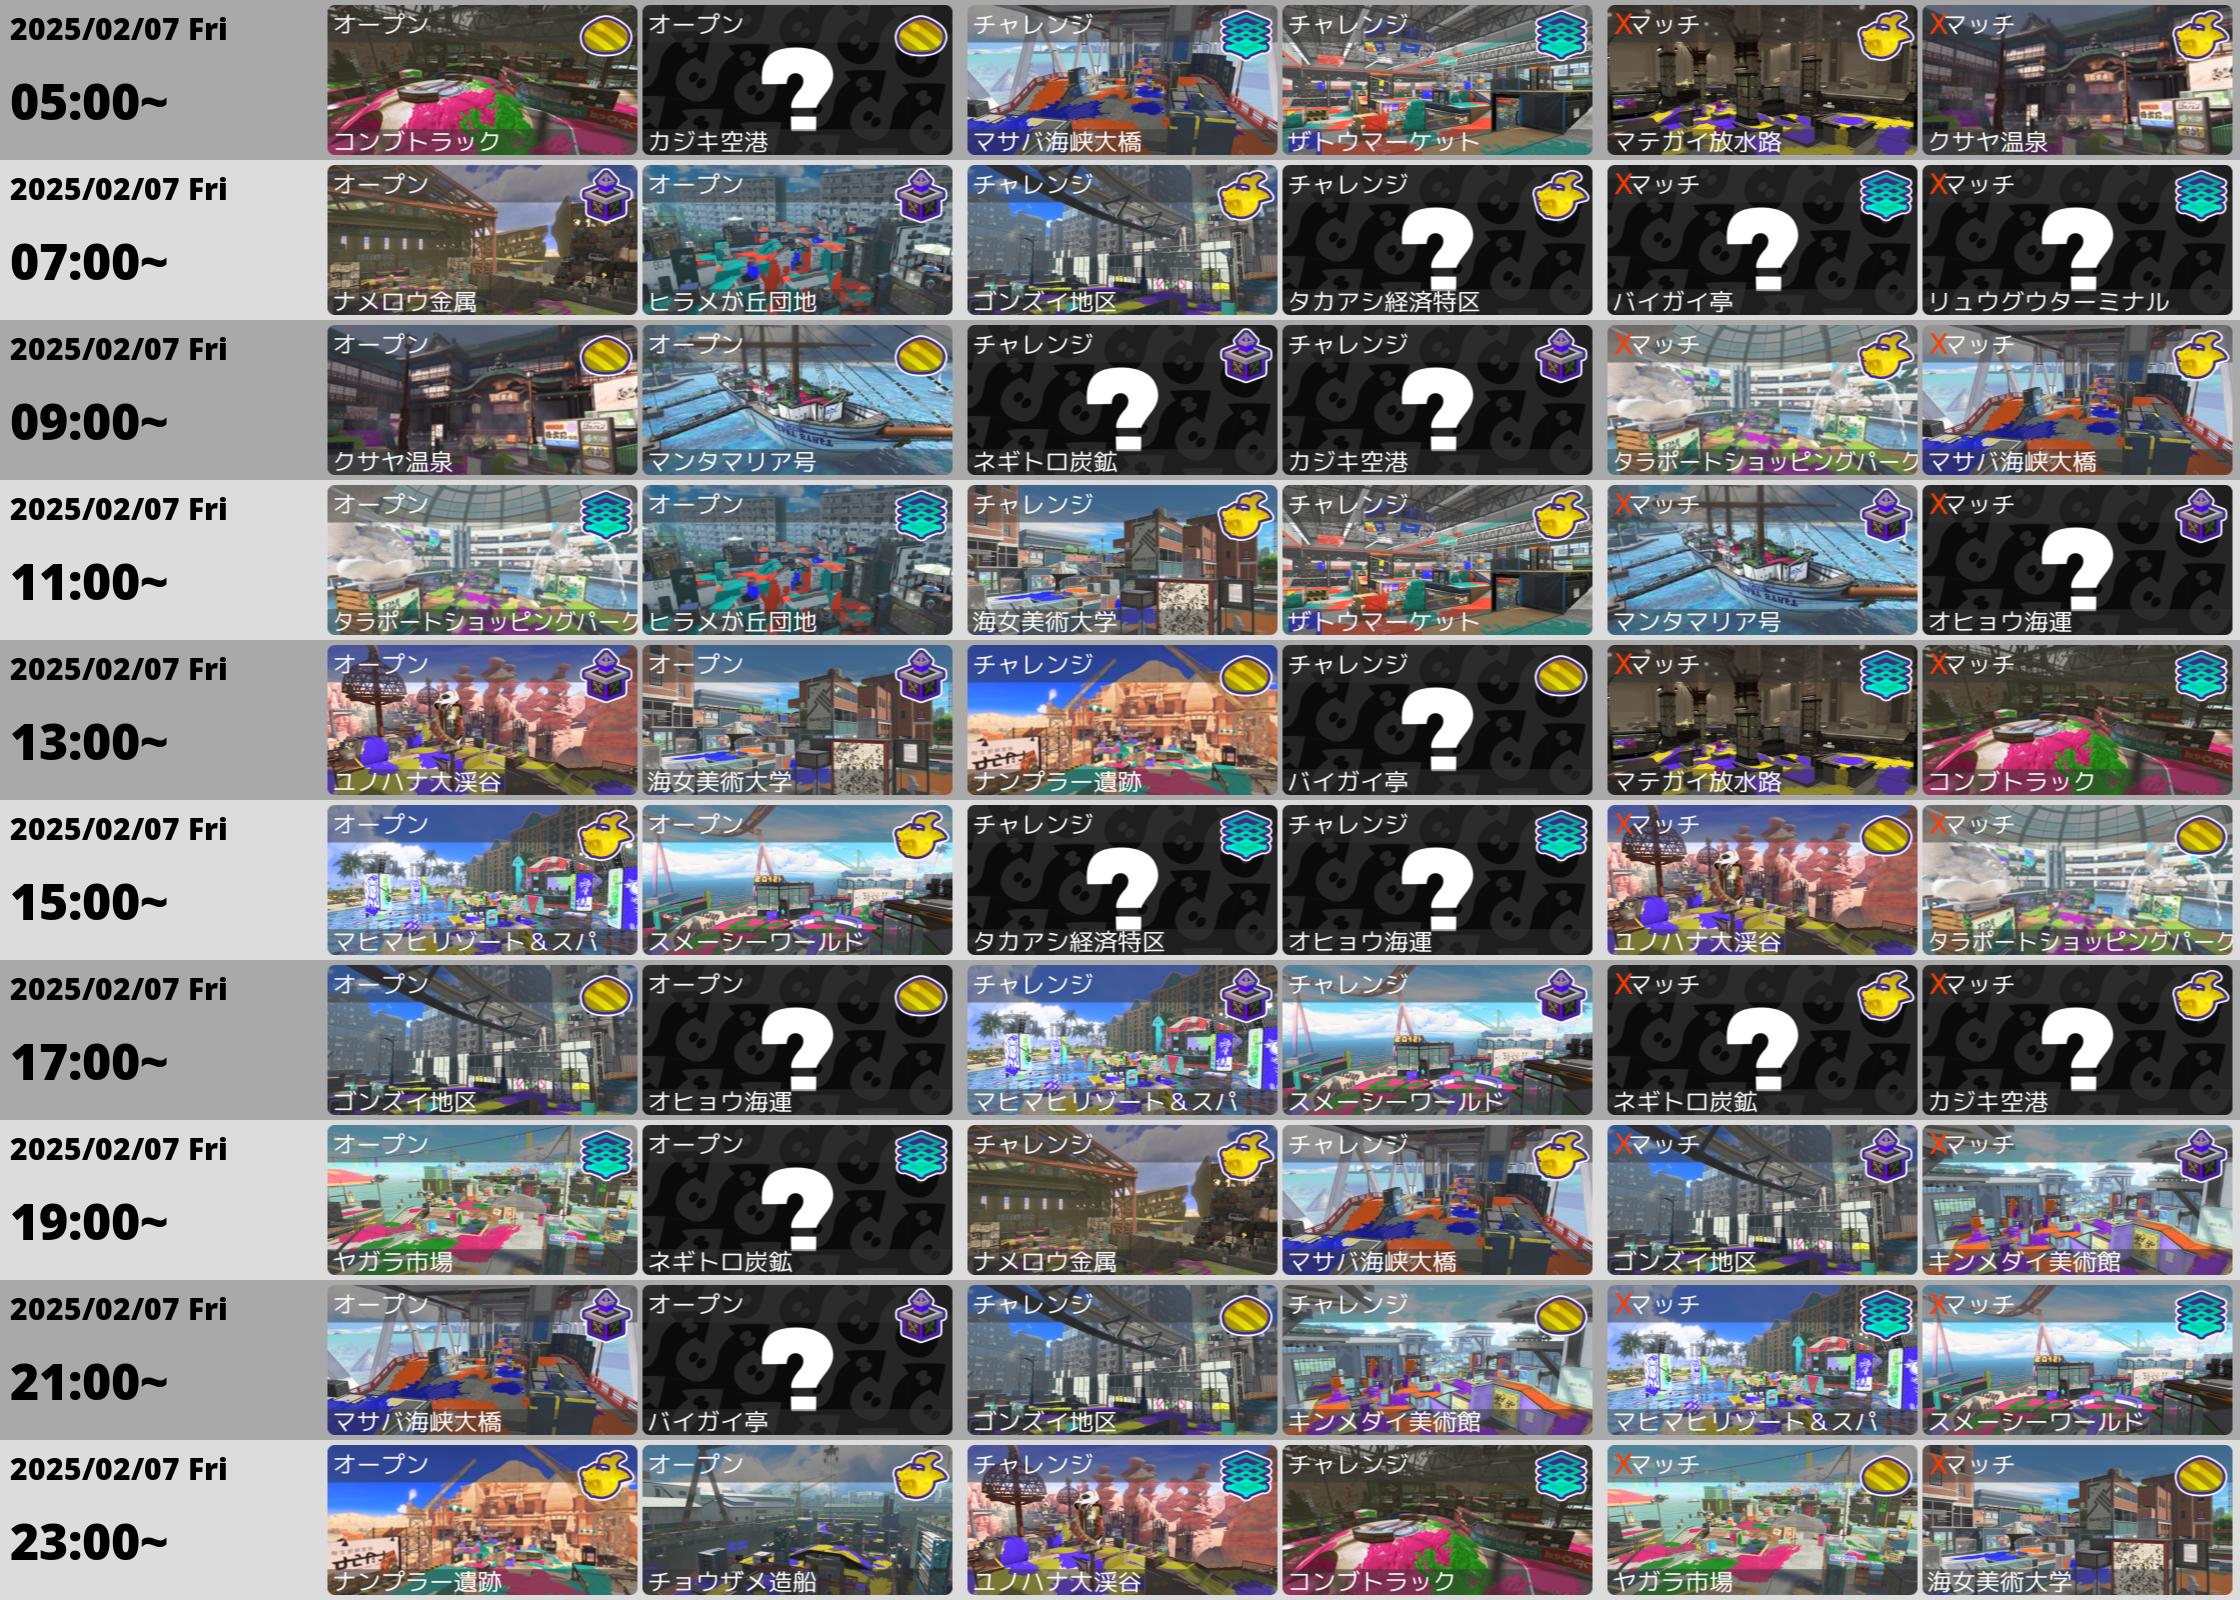 2025/02/07 Fri
05:00~
オープン
コンブトラック
オープン
カジキ空港
チャレンジ
マサバ海峡大橋
チャレンジ
ザトウマーケット
Xマッチ
マテガイ放水路
Xマッチ
クサヤ温泉
2025/02/07 Fri
07:00~
オープン
ナメロウ金属
オープン
ヒラメが丘団地
チャレンジ
ゴンズイ地区
チャレンジ
タカアシ経済特区
Xマッチ
バイガイ亭
Xマッチ
リュウグウターミナル
2025/02/07 Fri
09:00~
オープン
クサヤ温泉
オープン
マンタマリア号
チャレンジ
ネギトロ炭鉱
チャレンジ
カジキ空港
Xマッチ
タラポートショッピングパーク
Xマッチ
マサバ海峡大橋
2025/02/07 Fri
11:00~
オープン
タラポートショッピングパーク
オープン
ヒラメが丘団地
チャレンジ
海女美術大学
チャレンジ
ザトウマーケット
Xマッチ
マンタマリア号
Xマッチ
オヒョウ海運
2025/02/07 Fri
13:00~
オープン
ユノハナ大渓谷
オープン
海女美術大学
チャレンジ
ナンプラー遺跡
チャレンジ
バイガイ亭
Xマッチ
マテガイ放水路
Xマッチ
コンブトラック
2025/02/07 Fri
15:00~
オープン
マヒマヒリゾート＆スパ
オープン
スメーシーワールド
チャレンジ
タカアシ経済特区
チャレンジ
オヒョウ海運
Xマッチ
ユノハナ大渓谷
Xマッチ
タラポートショッピングパーク
2025/02/07 Fri
17:00~
オープン
ゴンズイ地区
オープン
オヒョウ海運
チャレンジ
マヒマヒリゾート＆スパ
チャレンジ
スメーシーワールド
Xマッチ
ネギトロ炭鉱
Xマッチ
カジキ空港
2025/02/07 Fri
19:00~
オープン
ヤガラ市場
オープン
ネギトロ炭鉱
チャレンジ
ナメロウ金属
チャレンジ
マサバ海峡大橋
Xマッチ
ゴンズイ地区
Xマッチ
キンメダイ美術館
2025/02/07 Fri
21:00~
オープン
マサバ海峡大橋
オープン
バイガイ亭
チャレンジ
ゴンズイ地区
チャレンジ
キンメダイ美術館
Xマッチ
マヒマヒリゾート＆スパ
Xマッチ
スメーシーワールド
2025/02/07 Fri
23:00~
オープン
ナンプラー遺跡
オープン
チョウザメ造船
チャレンジ
ユノハナ大渓谷
チャレンジ
コンブトラック
Xマッチ
ヤガラ市場
Xマッチ
海女美術大学